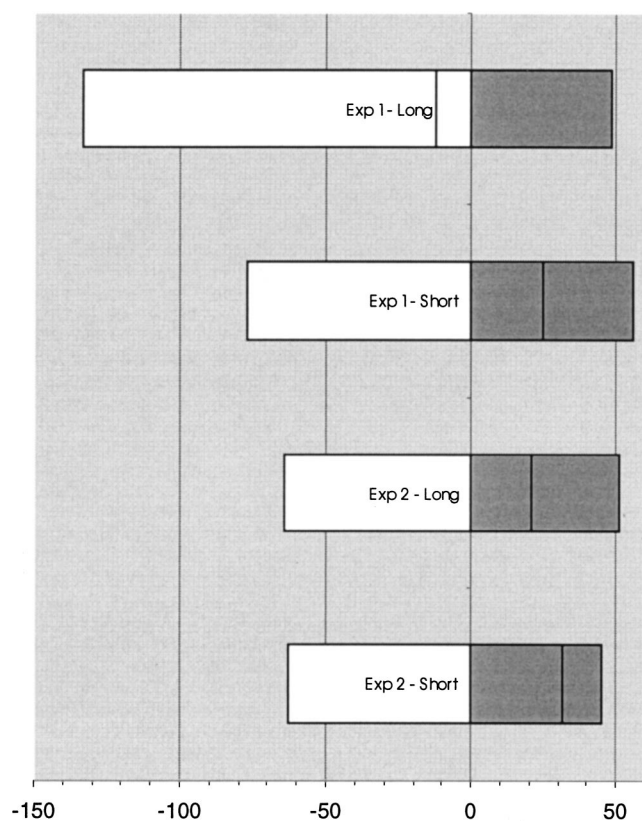 Exp 1- Long
Exp 1- Short
Exp 2 - Long
Exp 2 - Short
-150 -100 -50 0 50